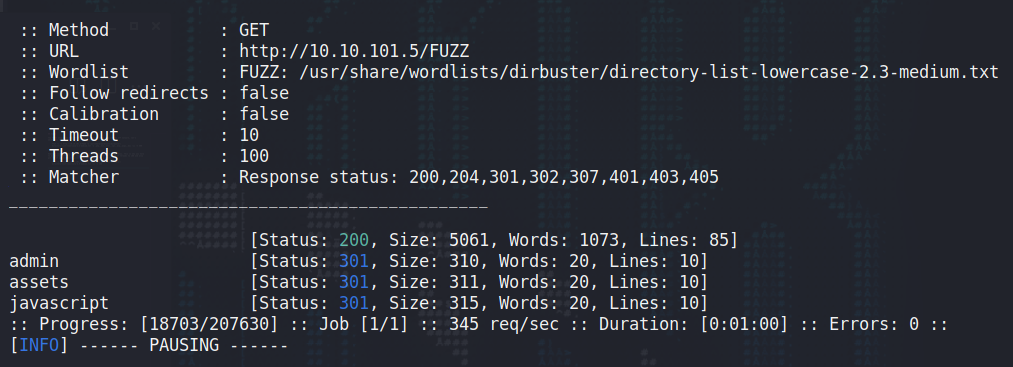 :: Method : GET
:: URL : http://10.10.101.5/FUZZ
:: Wordlist : FUZZ: /usr/share/wordlists/dirbuster/directory-list-lowercase-2.3-medium.txt
:: Follow redirects : false
:: Calibration : false
:: Timeout : 10
:: Threads : 100
:: Matcher : Response status: 200,204,301,302,307,401,403,405
________________________________________________
[Status: 200, Size: 5061, Words: 1073, Lines: 85]
admin [Status: 301, Size: 310, Words: 20, Lines: 10]
assets [Status: 301, Size: 311, Words: 20, Lines: 10]
javascript [Status: 301, Size: 315, Words: 20, Lines: 10]
:: Progress: [18703/207630] :: Job [1/1] :: 345 req/sec :: Duration: [0:01:00] :: Errors: 0 ::
[INFO] ------ PAUSING ------